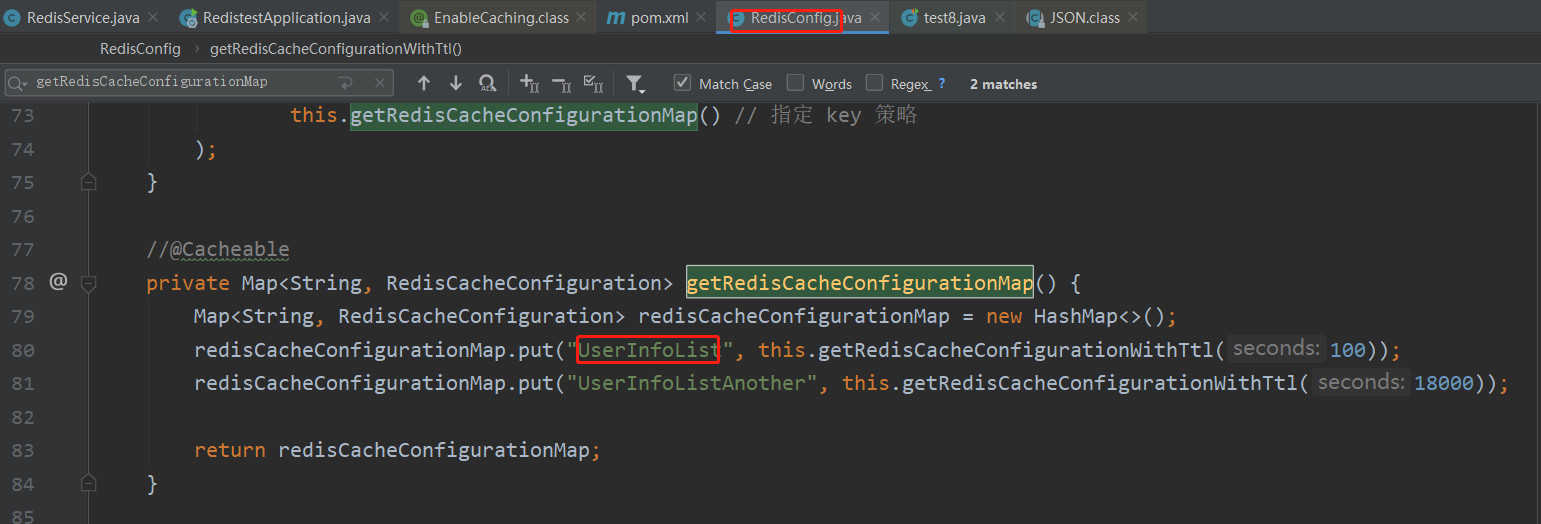 RedisService.java RedistestApplication.java EnableCaching.class pom.xml RedisConfig.java test8.java JSON.class
RedisConfig getRedisCacheConfigurationWithTtl()
getRedisCacheConfigurationMap Match Case Words Regex ? 2 matches
73 this.getRedisCacheConfigurationMap() // 指定 key 策略
74 );
75 }
76
77 //@Cacheable
78 @ private Map<String, RedisCacheConfiguration> getRedisCacheConfigurationMap() {
79 Map<String, RedisCacheConfiguration> redisCacheConfigurationMap = new HashMap<>();
80 redisCacheConfigurationMap.put("UserInfoList", this.getRedisCacheConfigurationWithTtl( seconds: 100));
81 redisCacheConfigurationMap.put("UserInfoListAnother", this.getRedisCacheConfigurationWithTtl( seconds: 18000));
82
83 return redisCacheConfigurationMap;
84 }
85